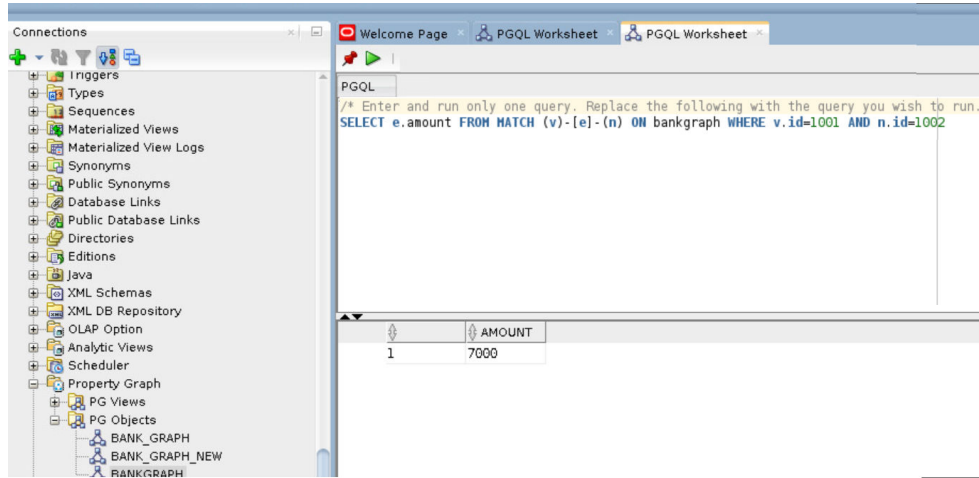 Connections
Triggers
Types
Sequences
Materialized Views
Materialized View Logs
Synonyms
Public Synonyms
Database Links
Public Database Links
Directories
Editions
Java
XML Schemas
XML DB Repository
OLAP Option
Analytic Views
Scheduler
Property Graph
PG Views
PG Objects
BANK_GRAPH
BANK_GRAPH_NEW
BANKGRAPH
Welcome Page
PGQL Worksheet
PGQL Worksheet
PGQL
/* Enter and run only one query. Replace the following with the query you wish to run.
SELECT e.amount FROM MATCH (v)-[e]-(n) ON bankgraph WHERE v.id=1001 AND n.id=1002
AMOUNT
1 7000